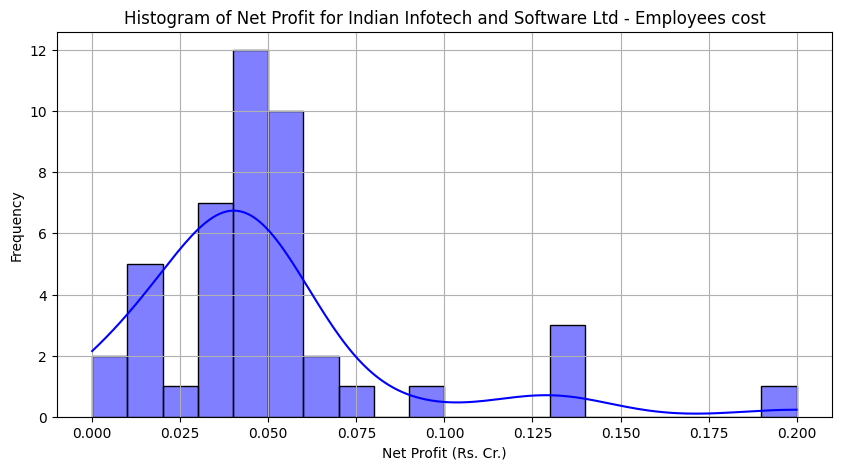 Histogram of Net Profit for Indian Infotech and Software Ltd - Employees cost
12
10
8
6
4
2
0
Frequency
0.000 0.025 0.050 0.075 0.100 0.125 0.150 0.175 0.200
Net Profit (Rs. Cr.)